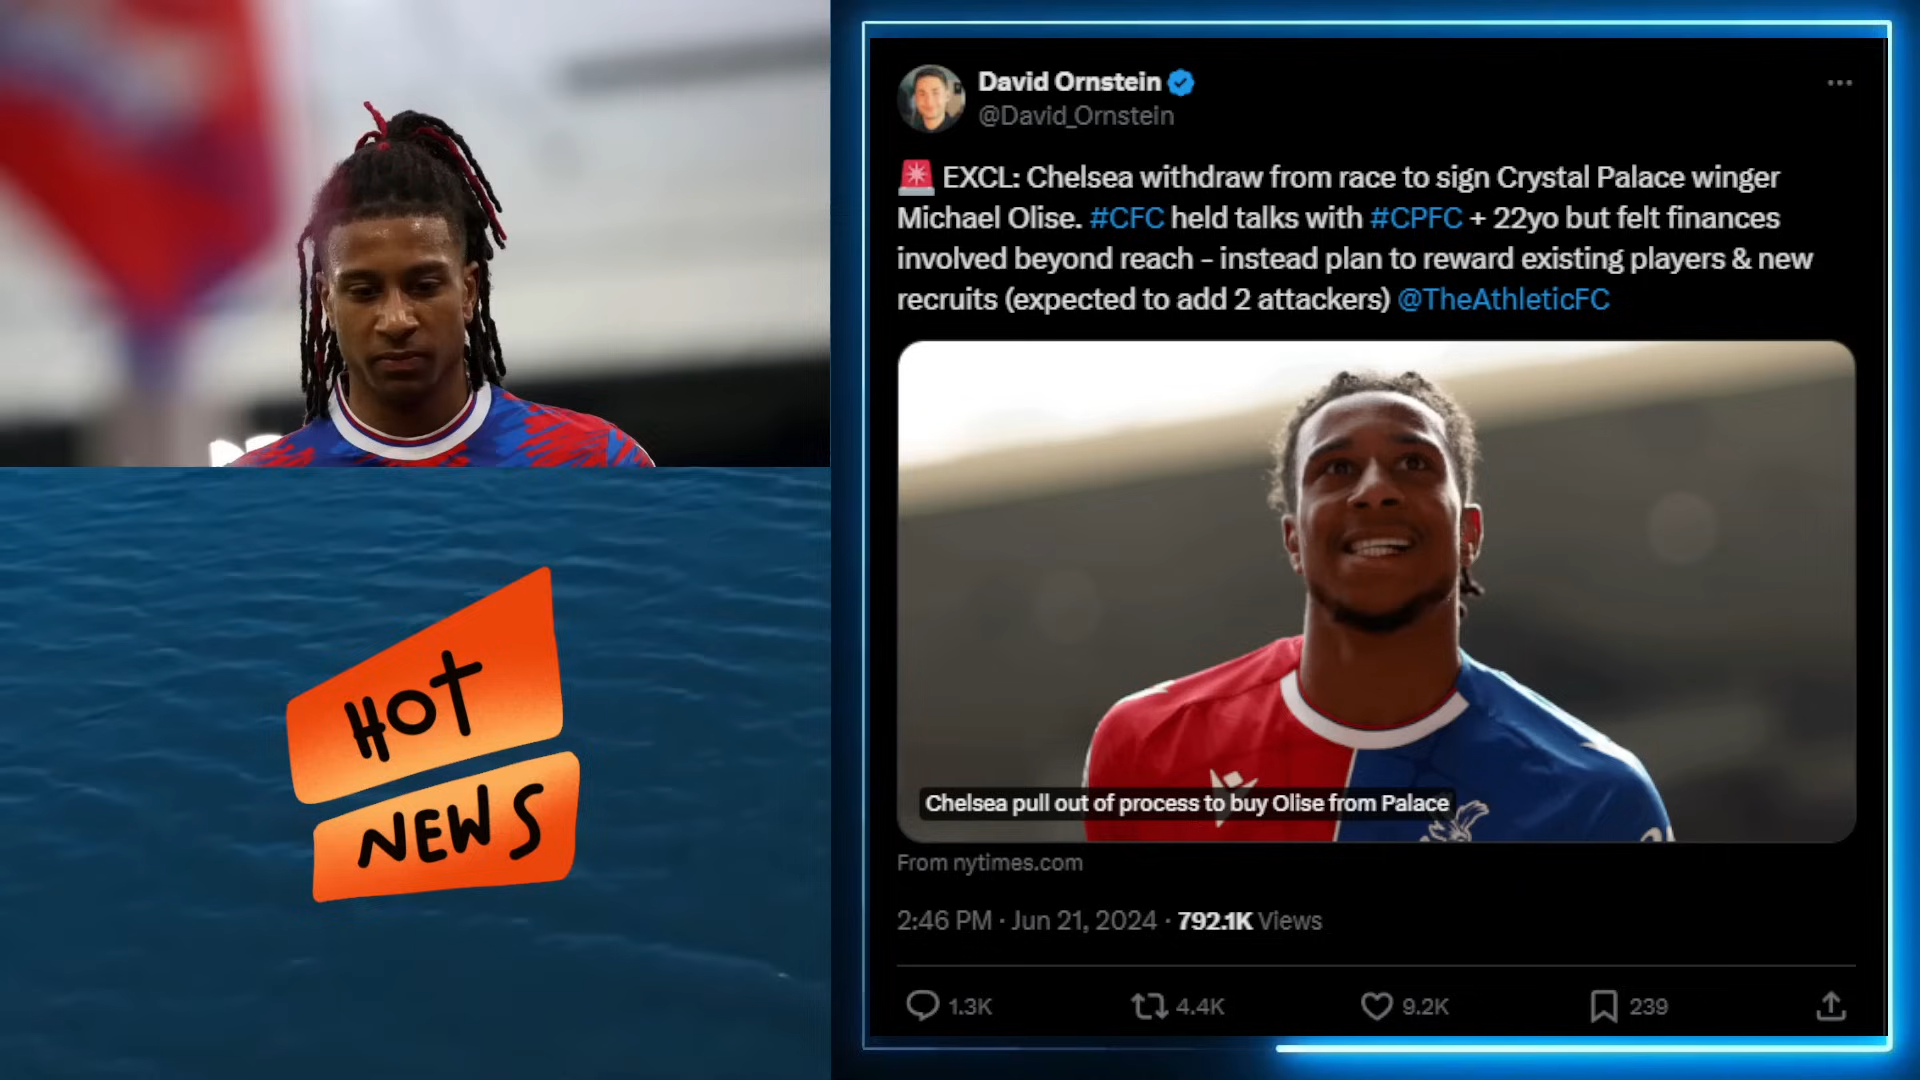 HOT
NEWS
David Ornstein
@David_Ornstein
EXCL: Chelsea withdraw from race to sign Crystal Palace winger
Michael Olise. #CFC held talks with #CPFC + 22yo but felt finances
involved beyond reach – instead plan to reward existing players & new
recruits (expected to add 2 attackers) @TheAthleticFC
Chelsea pull out of process to buy Olise from Palace
From nytimes.com
2:46 PM · Jun 21, 2024 · 792.1K Views
1.3K 4.4K 9.2K 239